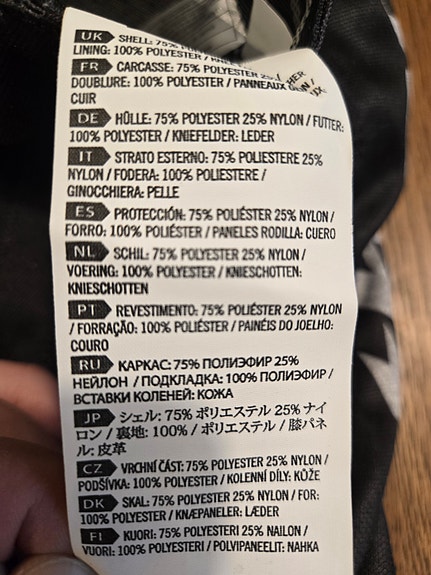 UK SHELL: 75%
LINING: 100% POLYESTER /
FR CARCASSE: 75% POLYESTER
DOUBLURE: 100% POLYESTER / PANNEAUX
CUIR
DE HÜLLE: 75% POLYESTER 25% NYLON / FUTTER:
100% POLYESTER / KNIEFELDER: LEDER
IT STRATO ESTERNO: 75% POLIESTERE 25%
NYLON / FODERA: 100% POLIESTERE /
GINOCCHIERA: PELLE
ES PROTECCIÓN: 75% POLIÉSTER 25% NYLON /
FORRO: 100% POLIÉSTER / PANELES RODILLA: CUERO
NL SCHIL: 75% POLYESTER 25% NYLON /
VOERING: 100% POLYESTER / KNIESCHOTTEN:
KNIESCHOTTEN
PT REVESTIMENTO: 75% POLIÉSTER 25% NYLON
/ FORRAÇÃO: 100% POLIÉSTER / PAINÉIS DO JOELHO:
COURO
RU КАРКАС: 75% ПОЛИЭФИР 25%
НЕЙЛОН / ПОДКЛАДКА: 100% ПОЛИЭФИР /
ВСТАВКИ КОЛЕНЕЙ: КОЖА
JP シェル: 75% ポリエステル 25% ナイ
ロン / 裏地: 100% / ポリエステル / 膝パネ
ル: 皮革
CZ VRCHNÍ ČÁST: 75% POLYESTER 25% NYLON /
PODŠÍVKA: 100% POLYESTER / KOLENNÍ DÍLY: KŮŽE
DK SKAL: 75% POLYESTER 25% NYLON / FOR:
100% POLYESTER / KNÆPANELER: LÆDER
FI KUORI: 75% POLYESTERI 25% NAILON /
VUORI: 100% POLYESTERI / POLVIPANEELIT: NAHKA